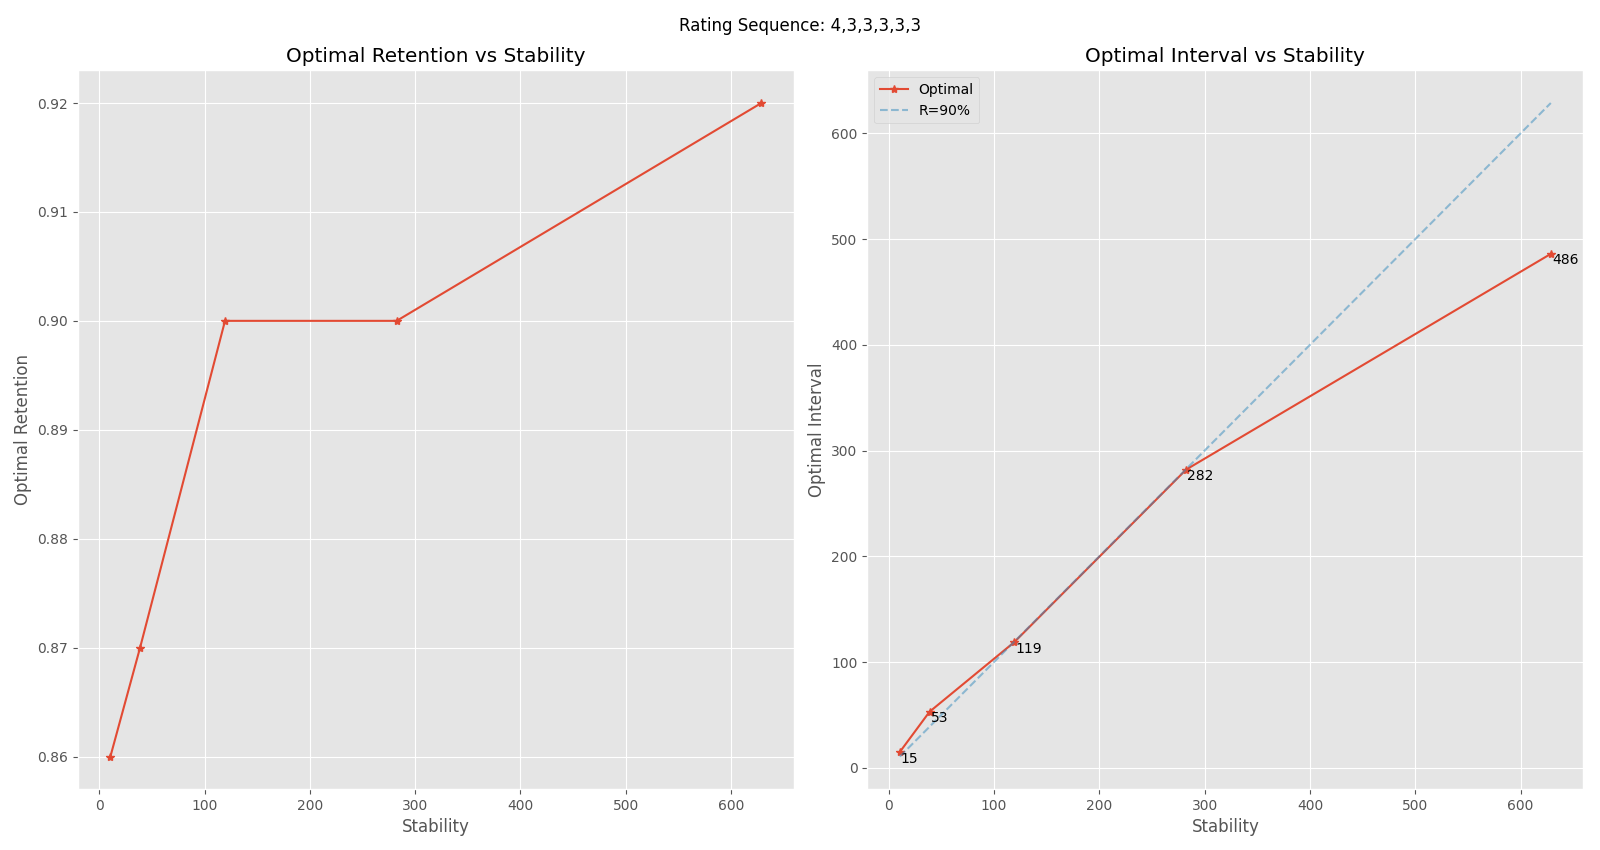 Rating Sequence: 4,3,3,3,3,3
Optimal Retention vs Stability
0.92
0.91
0.90
0.89
0.88
0.87
0.86
Optimal Retention
0 100 200 300 400 500 600
Stability
Optimal Interval vs Stability
Optimal
R=90%
600
500
400
300
200
100
0
Optimal Interval
486
282
119
53
15
0 100 200 300 400 500 600
Stability